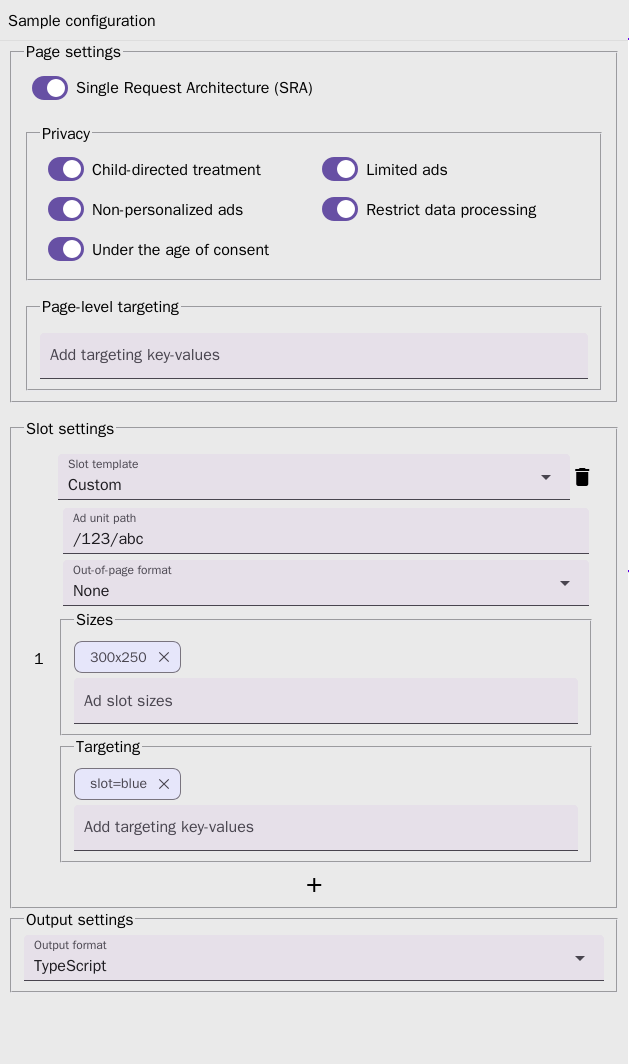 Sample configuration
Page settings
Single Request Architecture (SRA)
Privacy
Child-directed treatment
Limited ads
Non-personalized ads
Restrict data processing
Under the age of consent
Page-level targeting
Add targeting key-values
Slot settings
Slot template
Custom
Ad unit path
/123/abc
Out-of-page format
None
Sizes
1
300x250
Ad slot sizes
Targeting
slot=blue
Add targeting key-values
Output settings
Output format
TypeScript